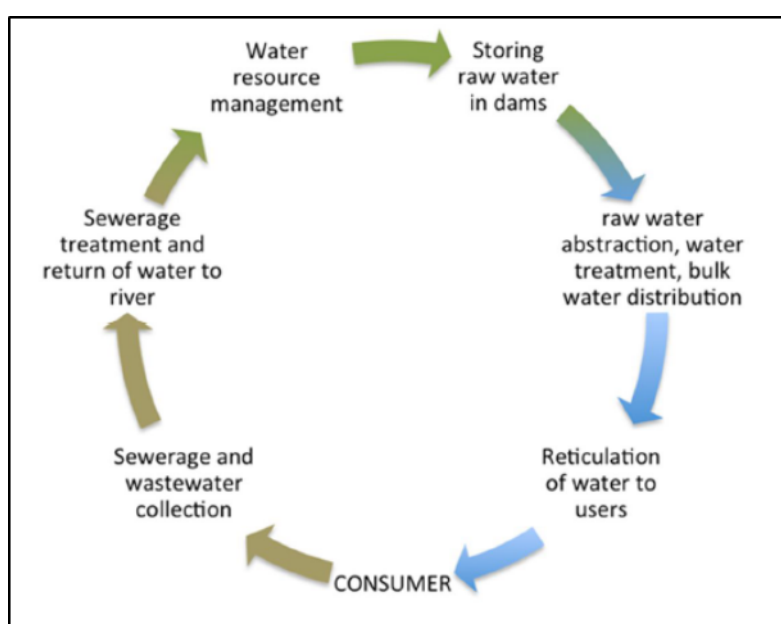 Water
resource
management
Storing
raw water
in dams
raw water
abstraction, water
treatment, bulk
water distribution
Reticulation
of water to
users
CONSUMER
Sewerage and
wastewater
collection
Sewerage
treatment and
return of water to
river